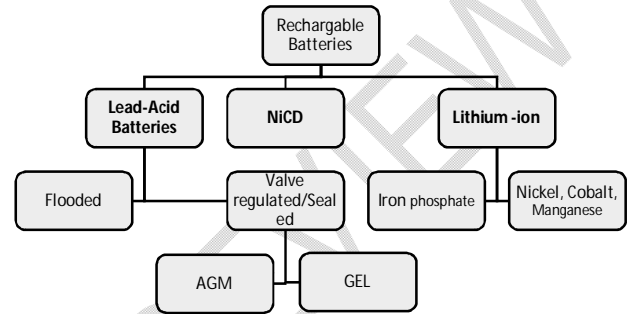 Rechargable
Batteries
Lead-Acid
Batteries
NiCD
Lithium -ion
Flooded
Valve
regulated/Seal
ed
Iron phosphate
Nickel, Cobalt,
Manganese
AGM
GEL